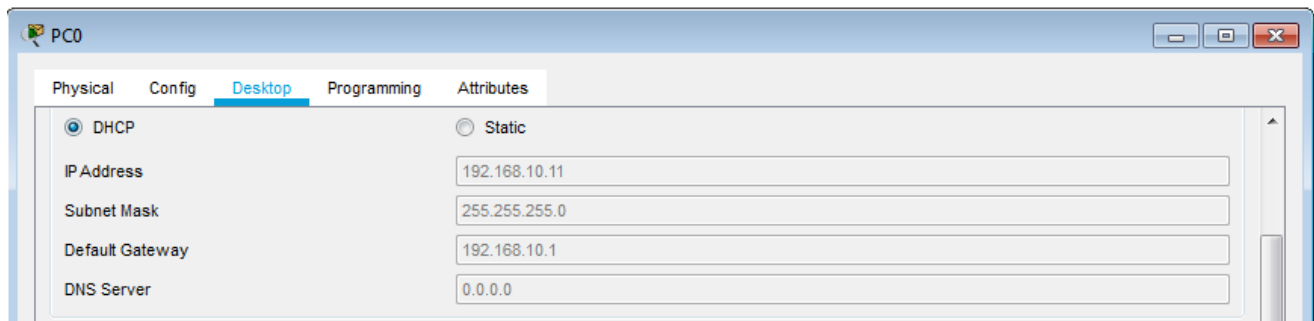 PC0
Physical Config Desktop Programming Attributes
DHCP Static
IP Address 192.168.10.11
Subnet Mask 255.255.255.0
Default Gateway 192.168.10.1
DNS Server 0.0.0.0